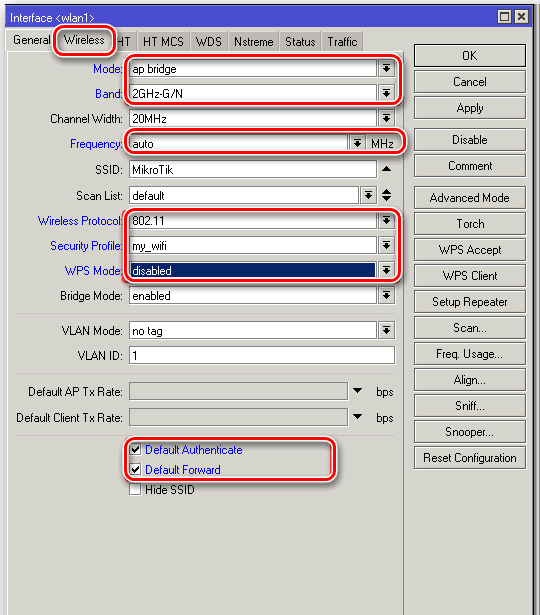 Interface <wlan1>
General Wireless HT HT MCS WDS Nstreme Status Traffic
Mode: ap bridge
Band: 2GHz-G/N
Channel Width: 20MHz
Frequency: auto MHz
SSID: MikroTik
Scan List: default
Wireless Protocol: 802.11
Security Profile: my_wifi
WPS Mode: disabled
Bridge Mode: enabled
VLAN Mode: no tag
VLAN ID: 1
Default AP Tx Rate: bps
Default Client Tx Rate: bps
Default Authenticate
Default Forward
Hide SSID
OK
Cancel
Apply
Disable
Comment
Advanced Mode
Torch
WPS Accept
WPS Client
Setup Repeater
Scan...
Freq. Usage...
Align...
Sniff...
Snooper...
Reset Configuration